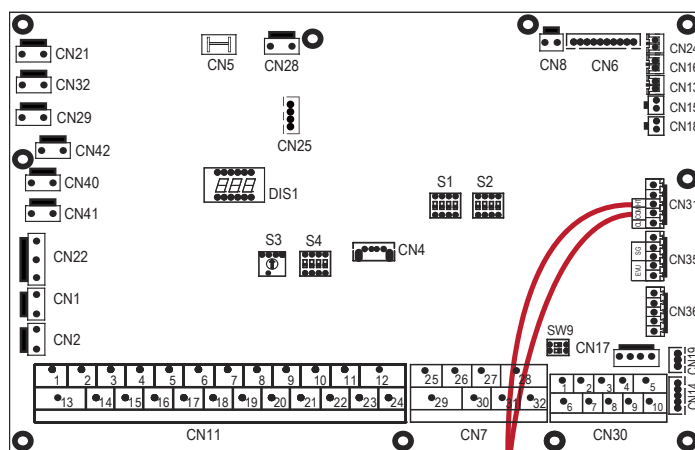 CN21
CN32
CN29
CN42
CN40
CN41
CN22
CN1
CN2
CN5
CN28
CN25
DIS1
S3
S4
S1
S2
CN4
CN8
CN6
CN24
CN16
CN13
CN15
CN18
CL COM HT
CN31
SG
EVU
CN35
CN36
SW9
CN17
CN19
CN14
1 2 3 4 5 6 7 8 9 10 11 12
13 14 15 16 17 18 19 20 21 22 23 24
CN11
25 26 27 28
29 30 31 32
CN7
1 2 3 4 5
6 7 8 9 10
CN30